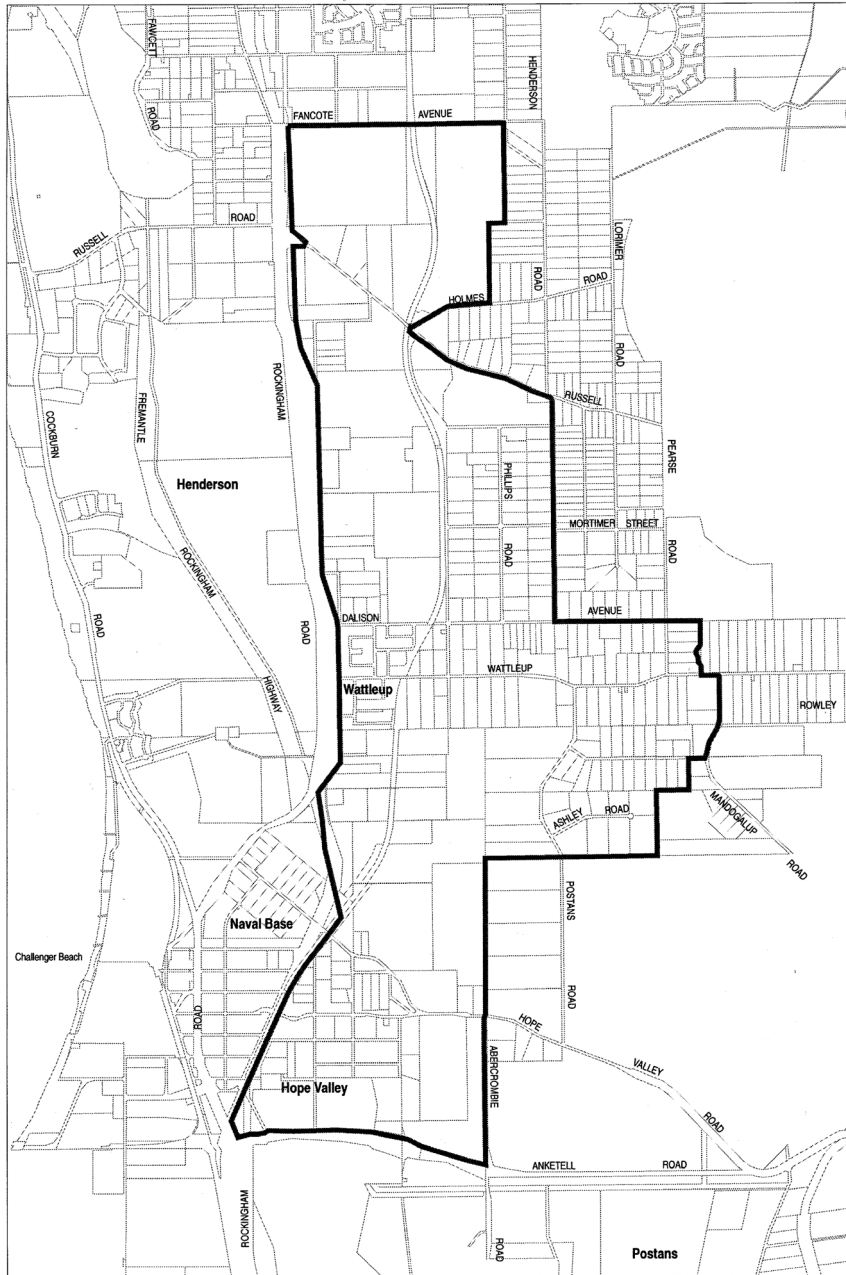 FAWCETT
ROAD
HENDERSON
FANCOTE
AVENUE
ROAD
RUSSELL
LORIMER
ROAD
ROAD
HOLMES
ROAD
ROCKINGHAM
FREMANTLE
COCKBURN
RUSSELL
PEARSE
Henderson
PHILLIPS
MORTIMER STREET
ROCKINGHAM
ROAD
ROAD
ROAD
ROAD
DALISON
AVENUE
HIGHWAY
Wattleup
WATTLEUP
ROWLEY
ASHLEY
ROAD
MANDOGALUP
ROAD
POSTANS
Naval Base
Challenger Beach
ROAD
ROAD
HOPE
VALLEY
ABERCROMBIE
Hope Valley
ROAD
ANKETELL
ROAD
ROCKINGHAM
ROAD
Postans